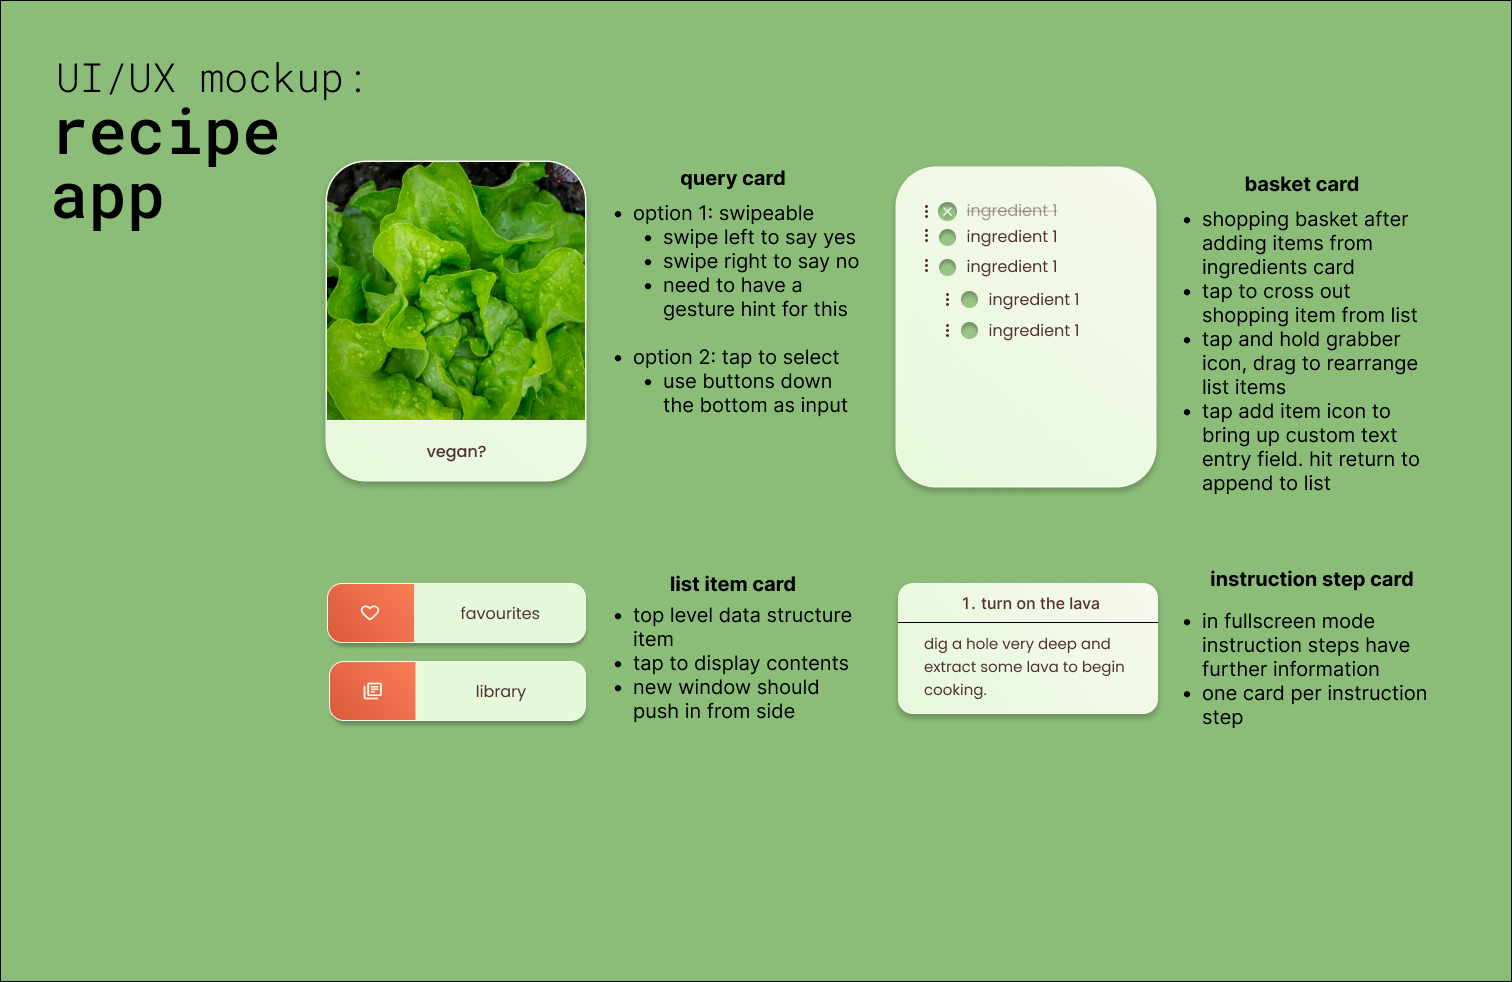 UI/UX mockup:
recipe
app
vegan?
query card
• option 1: swipeable
• swipe left to say yes
• swipe right to say no
• need to have a
gesture hint for this
• option 2: tap to select
• use buttons down
the bottom as input
ingredient 1
ingredient 1
ingredient 1
ingredient 1
ingredient 1
basket card
• shopping basket after
adding items from
ingredients card
• tap to cross out
shopping item from list
• tap and hold grabber
icon, drag to rearrange
list items
• tap add item icon to
bring up custom text
entry field. hit return to
append to list
favourites
library
list item card
• top level data structure
item
• tap to display contents
• new window should
push in from side
1. turn on the lava
dig a hole very deep and
extract some lava to begin
cooking.
instruction step card
• in fullscreen mode
instruction steps have
further information
• one card per instruction
step